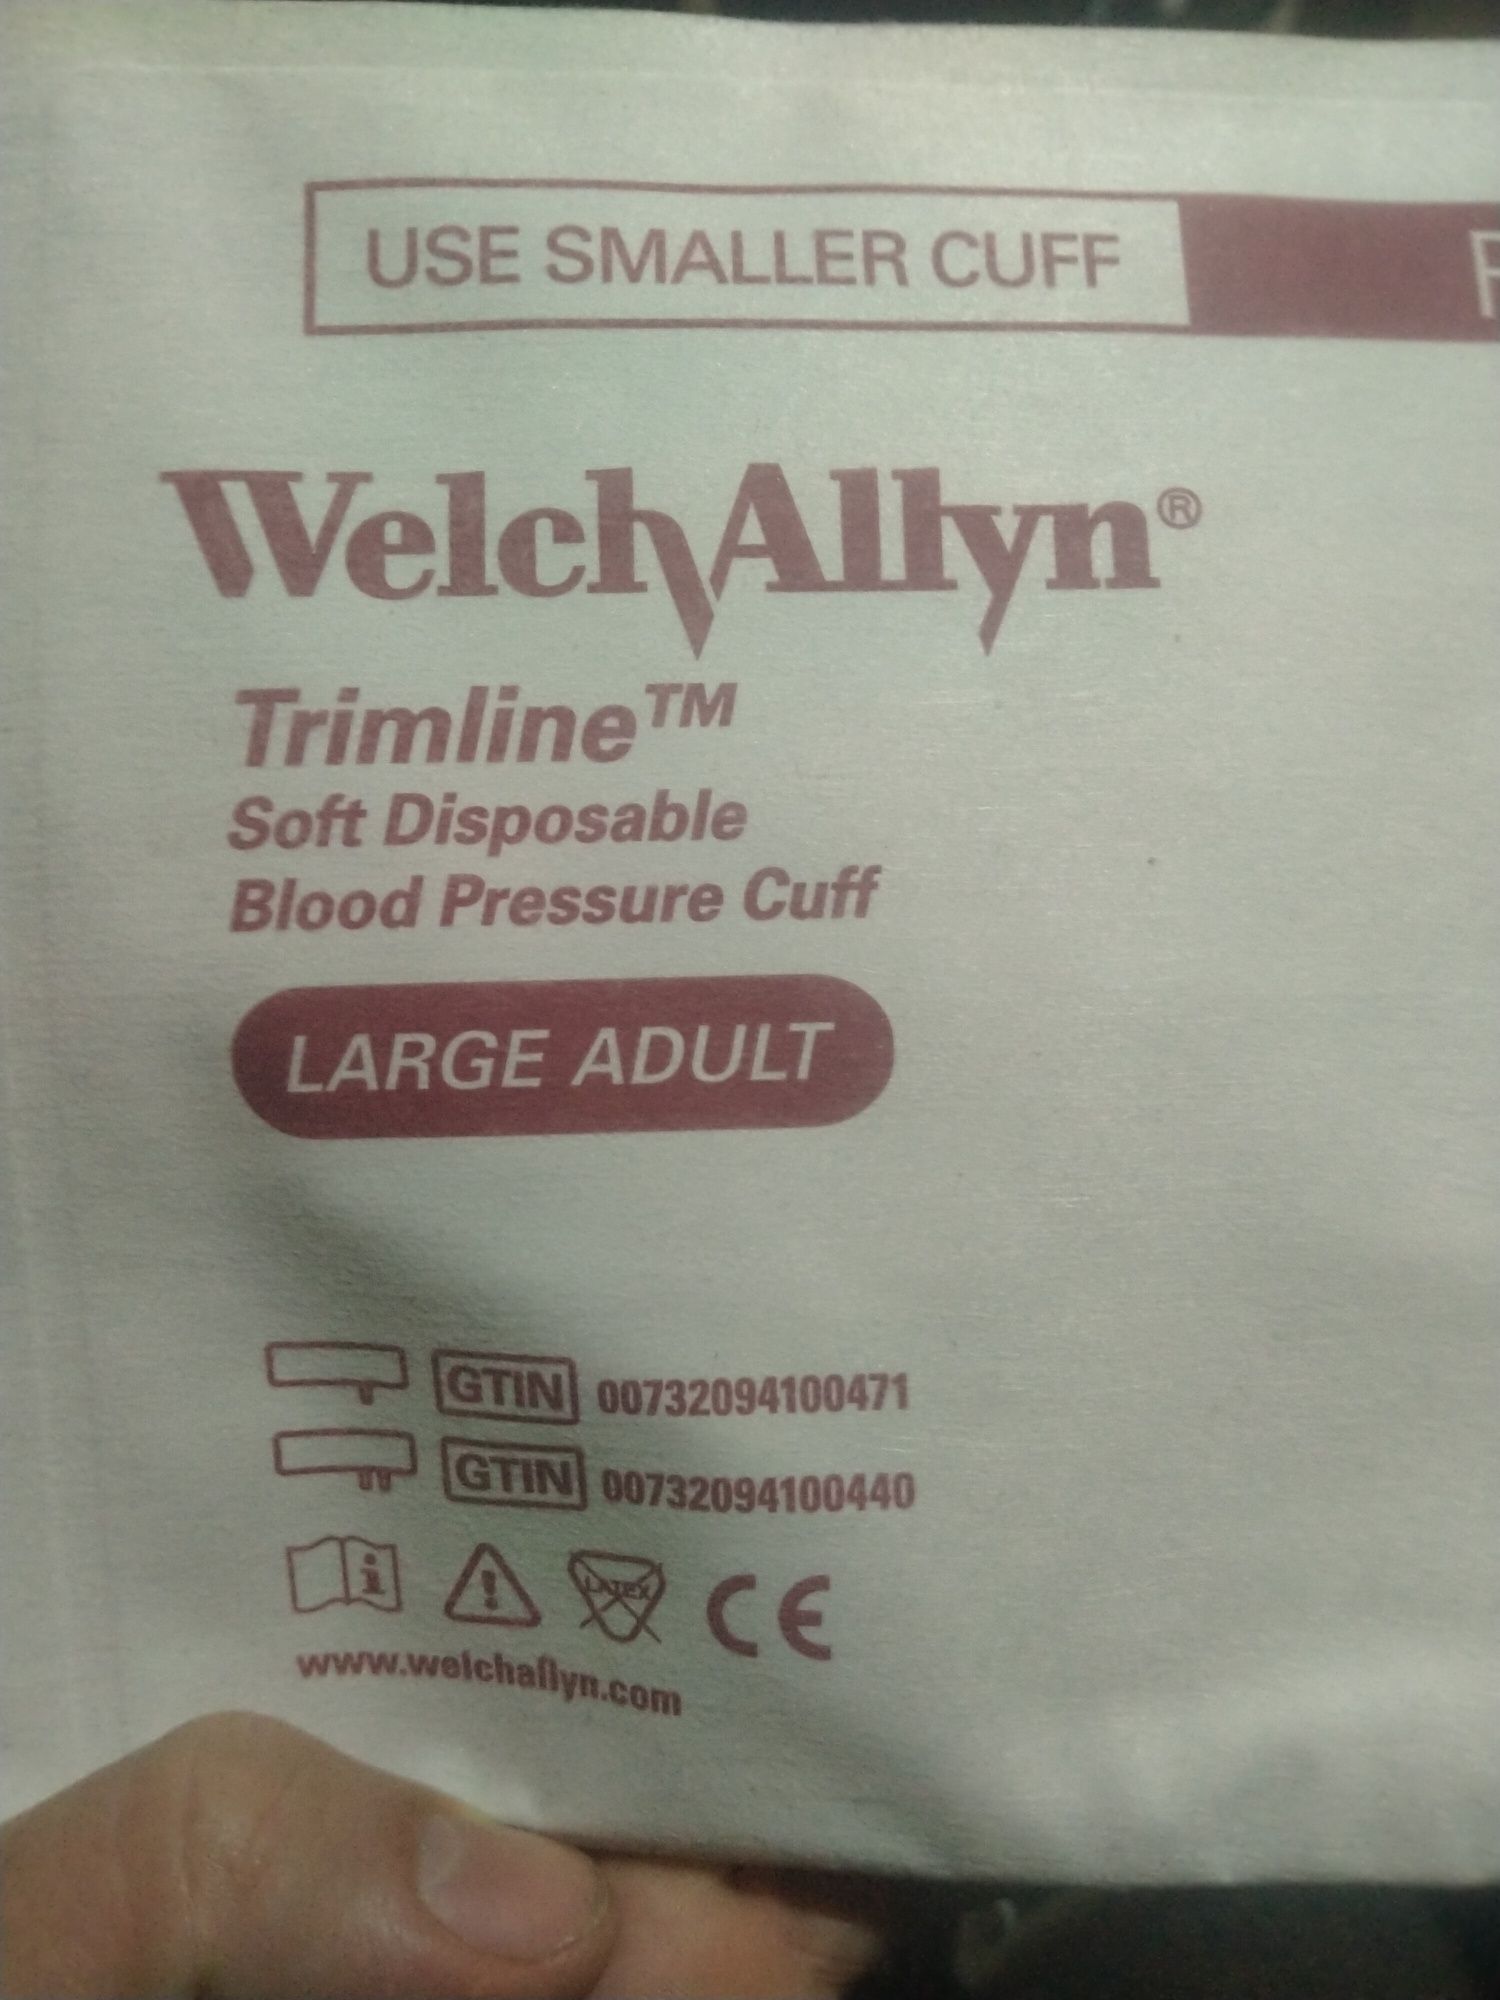 USE SMALLER CUFF
WelchAllyn®
Trimline™
Soft Disposable
Blood Pressure Cuff
LARGE ADULT
GTIN 00732094100471
GTIN 00732094100440
LATEX CE
www.welchallyn.com